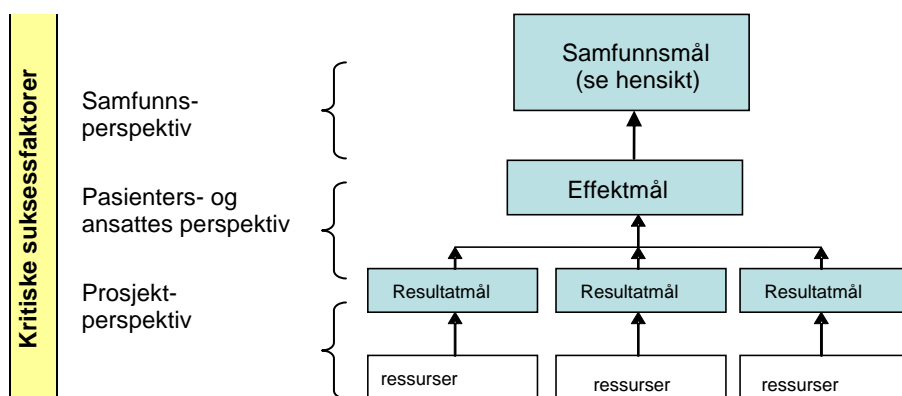 Kritiske suksessfaktorer
Samfunns-
perspektiv
Pasienters- og
ansattes perspektiv
Prosjekt-
perspektiv
Samfunnsmål
(se hensikt)
Effektmål
Resultatmål
Resultatmål
Resultatmål
ressurser
ressurser
ressurser